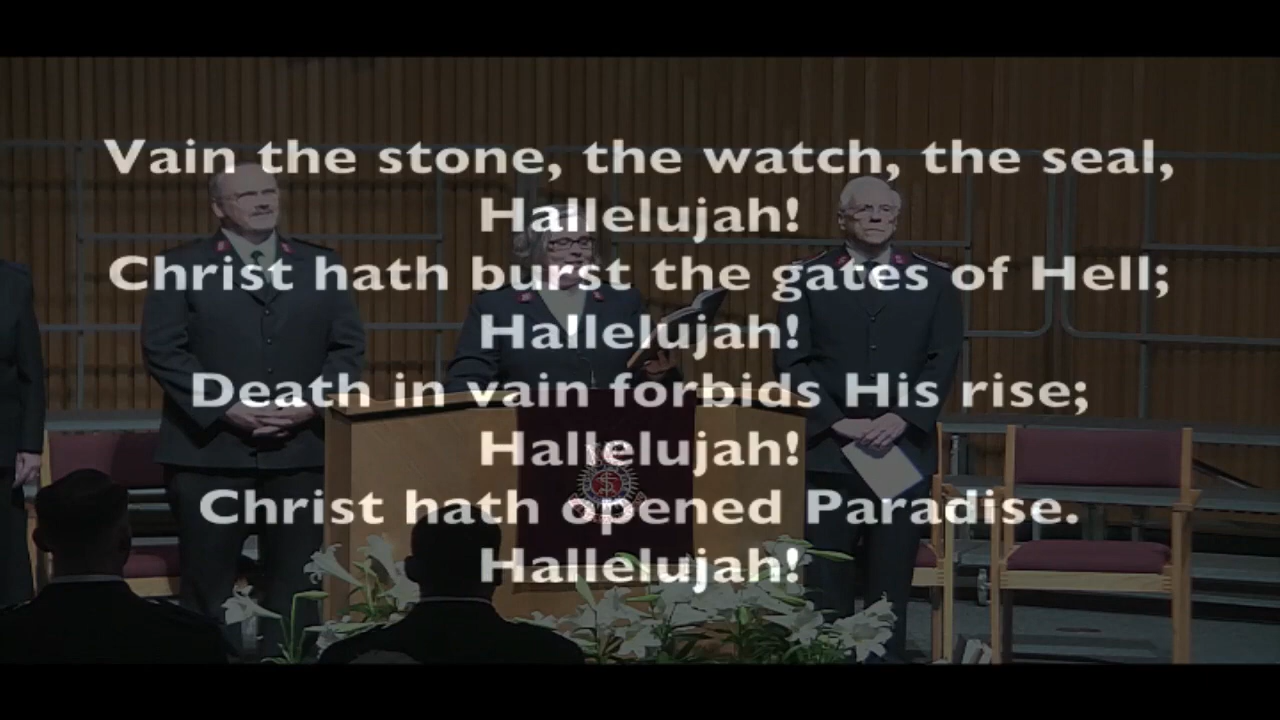 Vain the stone, the watch, the seal,
Hallelujah!
Christ hath burst the gates of Hell;
Hallelujah!
Death in vain forbids His rise;
Hallelujah!
Christ hath opened Paradise.
Hallelujah!